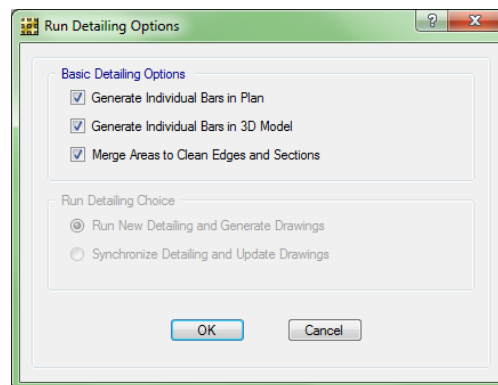 Run Detailing Options
?
Basic Detailing Options
Generate Individual Bars in Plan
Generate Individual Bars in 3D Model
Merge Areas to Clean Edges and Sections
Run Detailing Choice
Run New Detailing and Generate Drawings
Synchronize Detailing and Update Drawings
OK Cancel